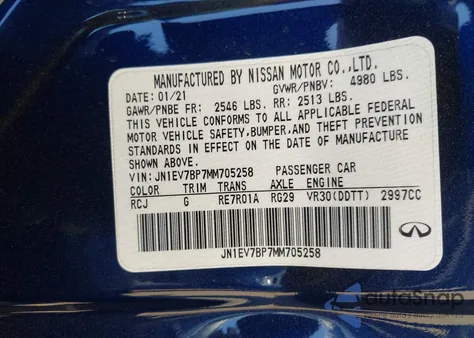 MANUFACTURED BY NISSAN MOTOR CO.,LTD.
DATE: 01/21 GVWR/PNBV: 4980 LBS.
GAWR/PNBE FR: 2546 LBS. RR: 2513 LBS.
THIS VEHICLE CONFORMS TO ALL APPLICABLE FEDERAL
MOTOR VEHICLE SAFETY,BUMPER,AND THEFT PREVENTION
STANDARDS IN EFFECT ON THE DATE OF MANUFACTURE
SHOWN ABOVE.
VIN: JN1EV7BP7MM705258 PASSENGER CAR
COLOR TRIM TRANS AXLE ENGINE
RCJ G RE7R01A RG29 VR30(DDTT) 2997CC
JN1EV7BP7MM705258
autoSnap